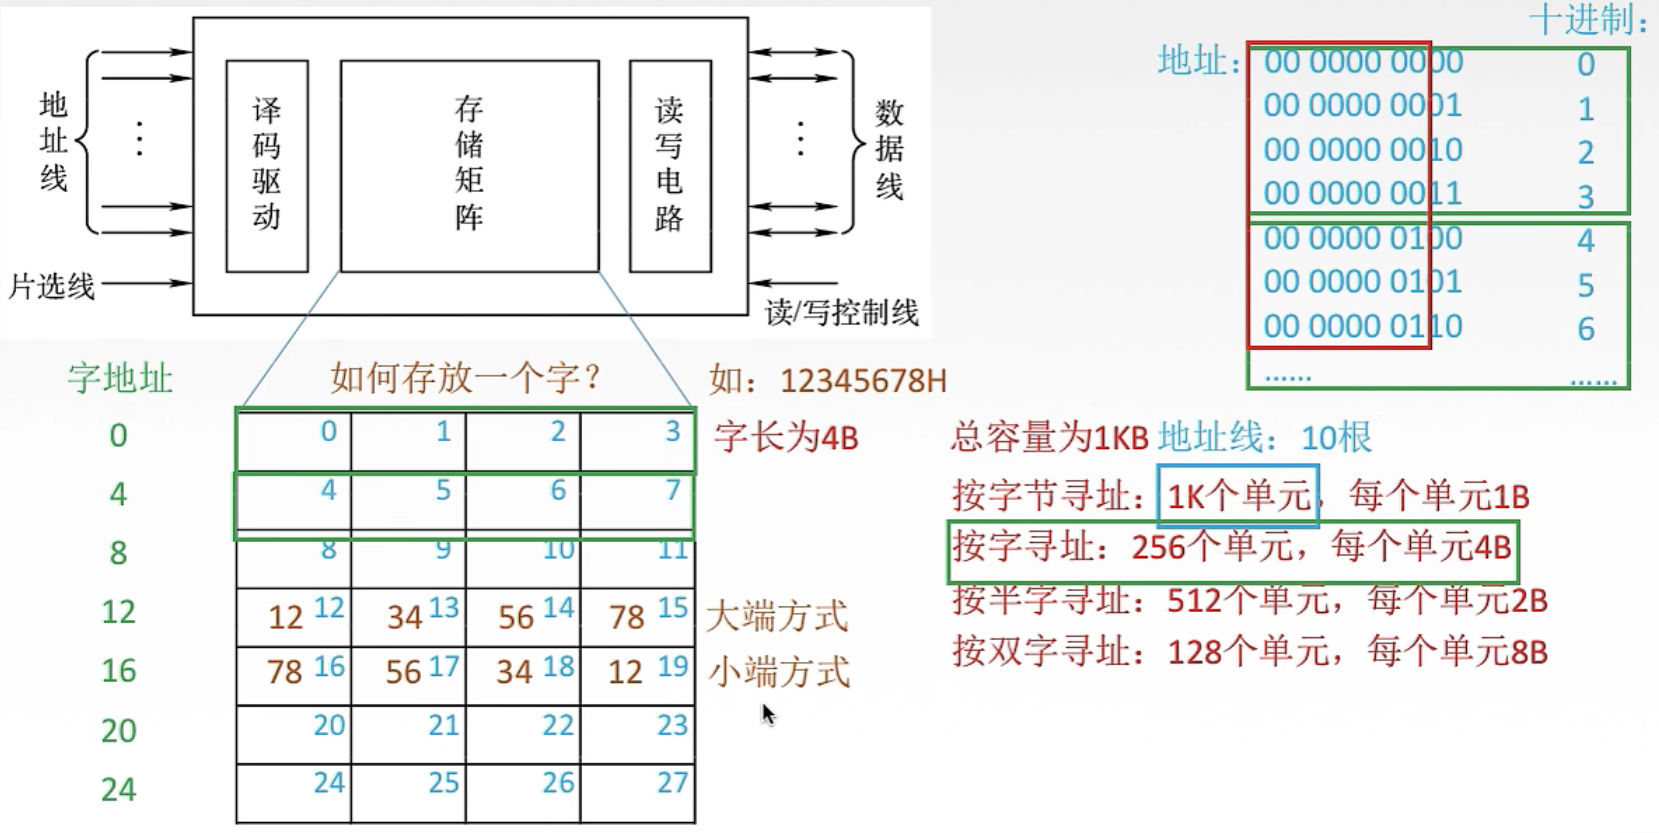 地址线
片选线
译码驱动
存储矩阵
读写电路
数据线
读/写控制线
十进制：
地址：
00 0000 0000 0
00 0000 0001 1
00 0000 0010 2
00 0000 0011 3
00 0000 0100 4
00 0000 0101 5
00 0000 0110 6
...... ......
字地址 如何存放一个字？ 如：12345678H
0 0 1 2 3 字长为4B
4 4 5 6 7
8 8 9 10 11
12 12 12 34 13 56 14 78 15 大端方式
16 78 16 56 17 34 18 12 19 小端方式
20 20 21 22 23
24 24 25 26 27
总容量为1KB 地址线：10根
按字节寻址：1K个单元，每个单元1B
按字寻址：256个单元，每个单元4B
按半字寻址：512个单元，每个单元2B
按双字寻址：128个单元，每个单元8B